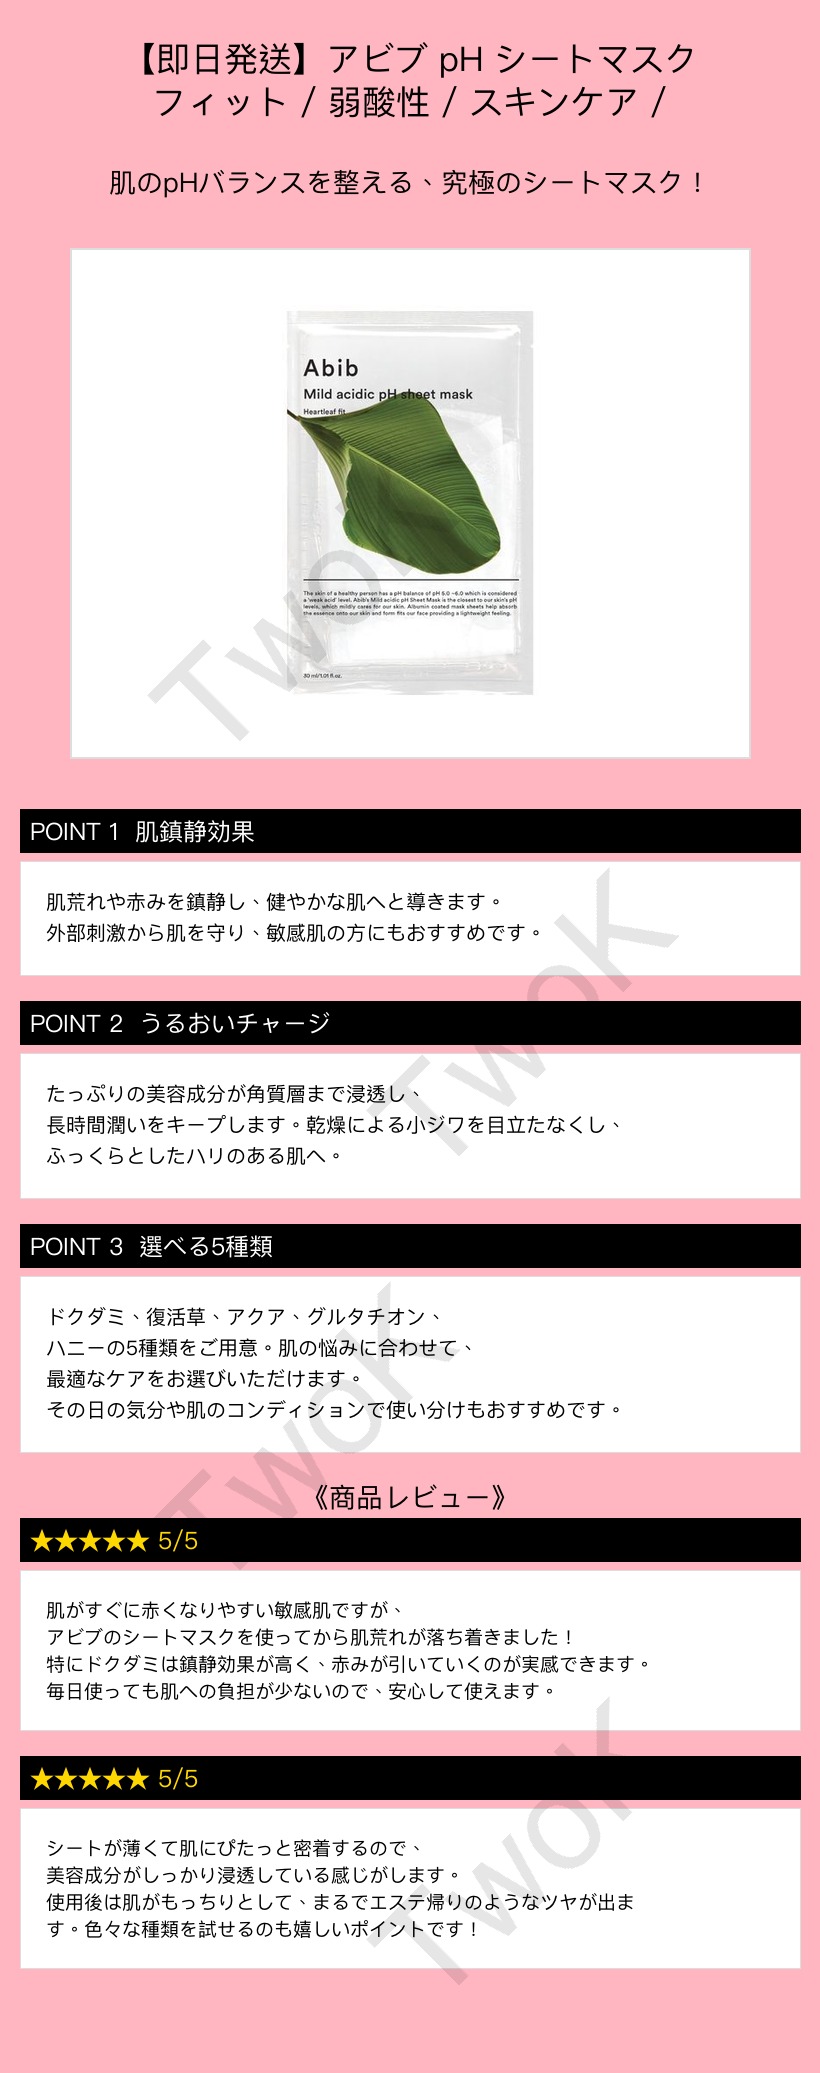 【即日発送】アビブ pH シートマスク
フィット / 弱酸性 / スキンケア /
肌のpHバランスを整える、究極のシートマスク！
Abib
Mild acidic pH sheet mask
Heartleaf fit
The skin of a healthy person has a pH balance of pH 5.0 -6.0 which is considered
a 'weak acid' level. Abib's Mild acidic pH Sheet Mask is the closest to our skin's pH
levels, which mildly cares for our skin. Albumin coated mask sheets help absorb
the essence onto our skin and form fits our face providing a lightweight feeling.
30 ml/1.01 fl.oz.
TwoK
POINT 1 肌鎮静効果
肌荒れや赤みを鎮静し、健やかな肌へと導きます。
外部刺激から肌を守り、敏感肌の方にもおすすめです。
TwoK
POINT 2 うるおいチャージ
たっぷりの美容成分が角質層まで浸透し、
長時間潤いをキープします。乾燥による小ジワを目立たなくし、
ふっくらとしたハリのある肌へ。
POINT 3 選べる5種類
ドクダミ、復活草、アクア、グルタチオン、
ハニーの5種類をご用意。肌の悩みに合わせて、
最適なケアをお選びいただけます。
その日の気分や肌のコンディションで使い分けもおすすめです。
TwoK
《商品レビュー》
★★★★★ 5/5
肌がすぐに赤くなりやすい敏感肌ですが、
アビブのシートマスクを使ってから肌荒れが落ち着きました！
特にドクダミは鎮静効果が高く、赤みが引いていくのが実感できます。
毎日使っても肌への負担が少ないので、安心して使えます。
★★★★★ 5/5
シートが薄くて肌にぴたっと密着するので、
美容成分がしっかり浸透している感じがします。
使用後は肌がもっちりとして、まるでエステ帰りのようなツヤが出ま
す。色々な種類を試せるのも嬉しいポイントです！
TwoK